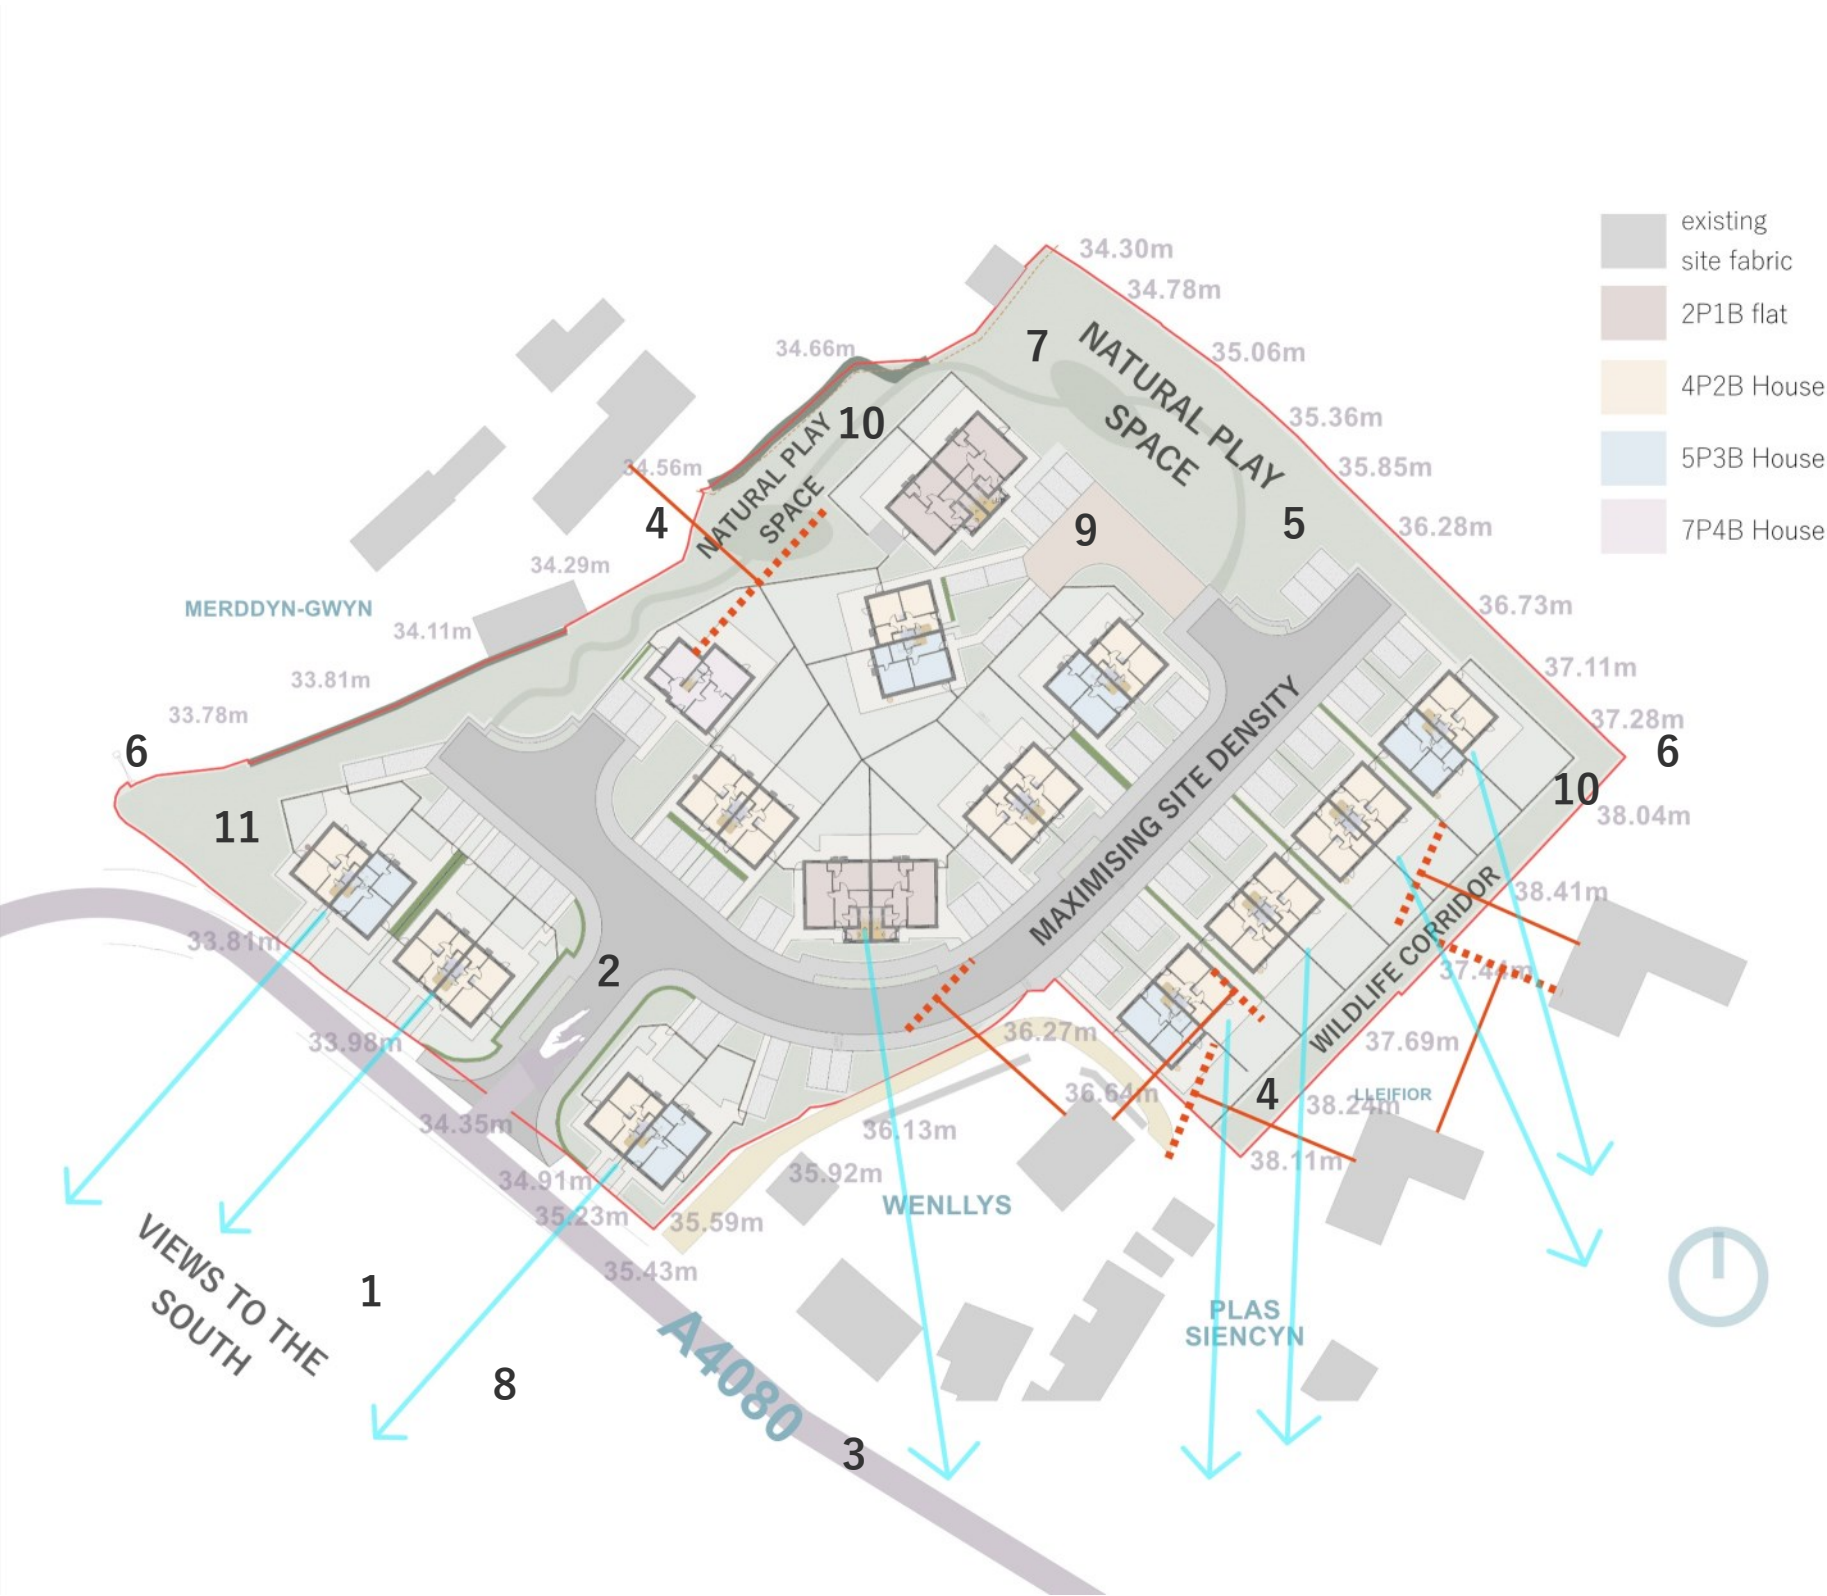 existing
site fabric
2P1B flat
4P2B House
5P3B House
7P4B House
34.30m
34.78m
35.06m
35.36m
35.85m
36.28m
36.73m
37.11m
37.28m
38.04m
38.41m
37.44m
37.69m
38.24m
38.11m
36.64m
36.27m
36.13m
35.92m
35.59m
35.43m
35.23m
34.91m
34.35m
33.98m
33.81m
33.78m
33.81m
34.11m
34.29m
34.56m
34.66m
NATURAL PLAY
SPACE
NATURAL PLAY
SPACE
MAXIMISING SITE DENSITY
WILDLIFE CORRIDOR
VIEWS TO THE
SOUTH
MERDDYN-GWYN
WENLLYS
PLAS
SIENCYN
LLEIFIOR
A4080
7
10
4
9
5
6
6
10
11
2
4
1
8
3